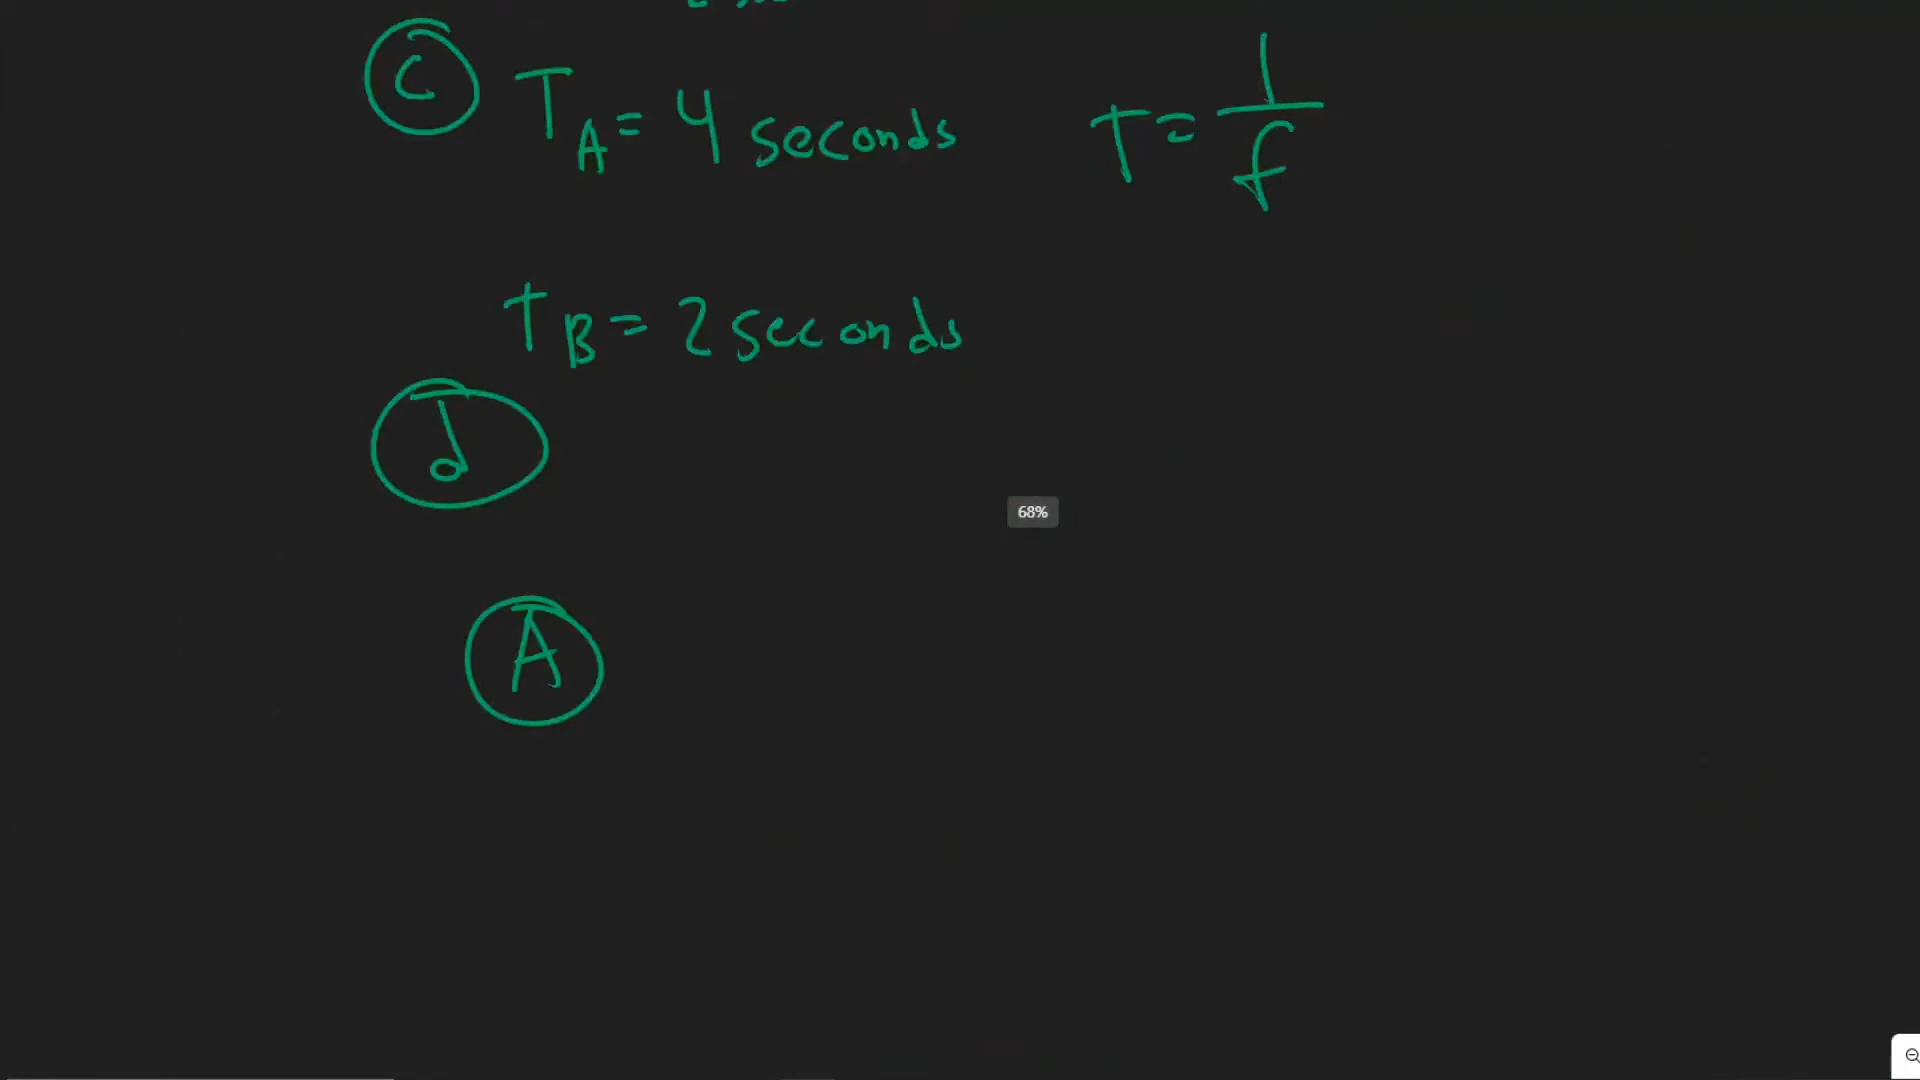 C T_A = 4 seconds T = 1/f
T_B = 2 seconds
d
68%
A